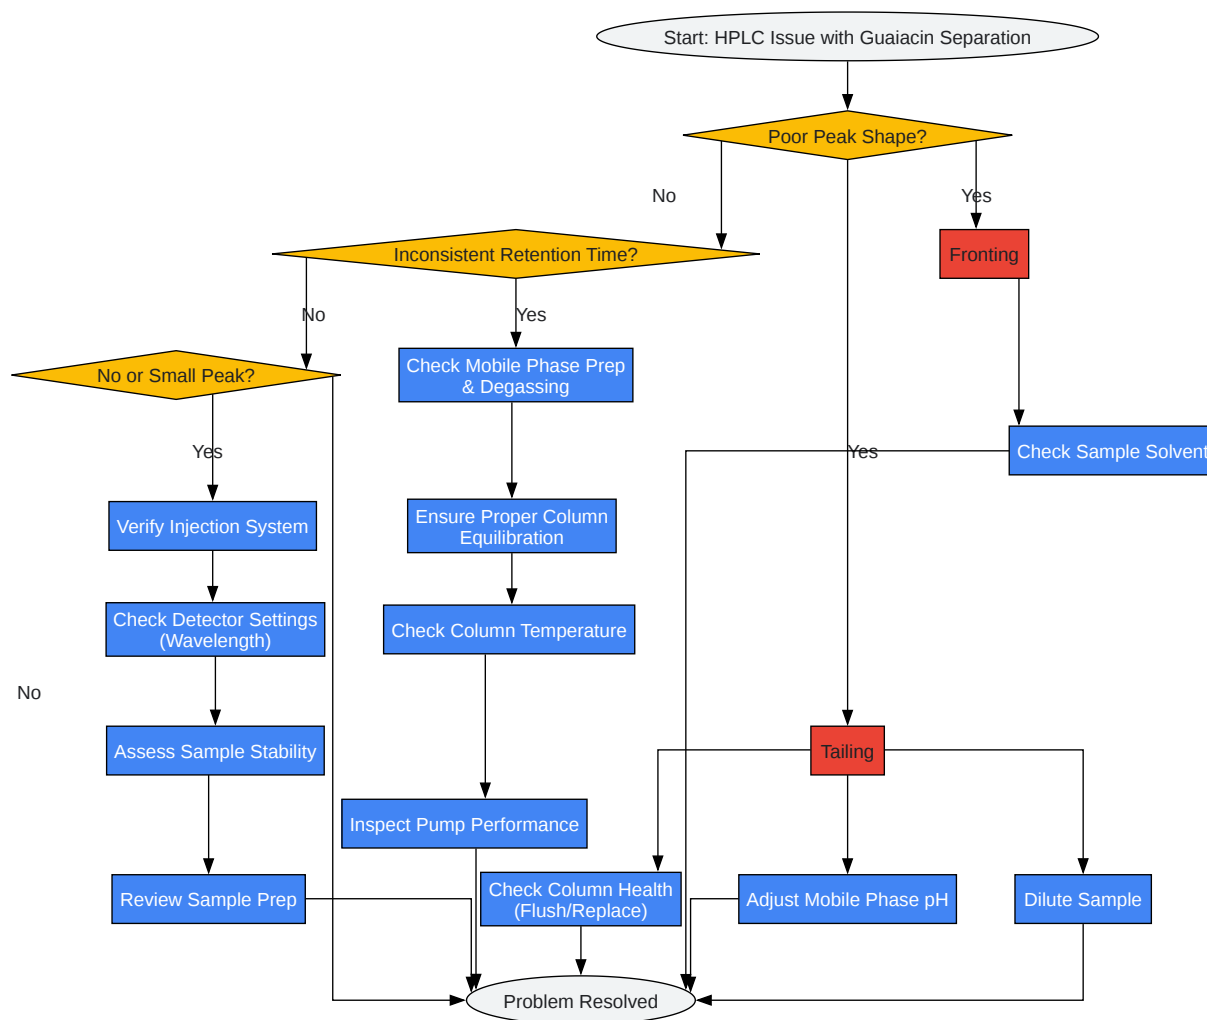 Start: HPLC Issue with Guaiacin Separation
Poor Peak Shape?
No
Yes
Inconsistent Retention Time?
Fronting
No
Yes
No or Small Peak?
Check Mobile Phase Prep
& Degassing
Yes
Yes
Check Sample Solvent
Verify Injection System
Ensure Proper Column
Equilibration
Check Detector Settings
(Wavelength)
Check Column Temperature
No
Assess Sample Stability
Tailing
Inspect Pump Performance
Review Sample Prep
Check Column Health
(Flush/Replace)
Adjust Mobile Phase pH
Dilute Sample
Problem Resolved